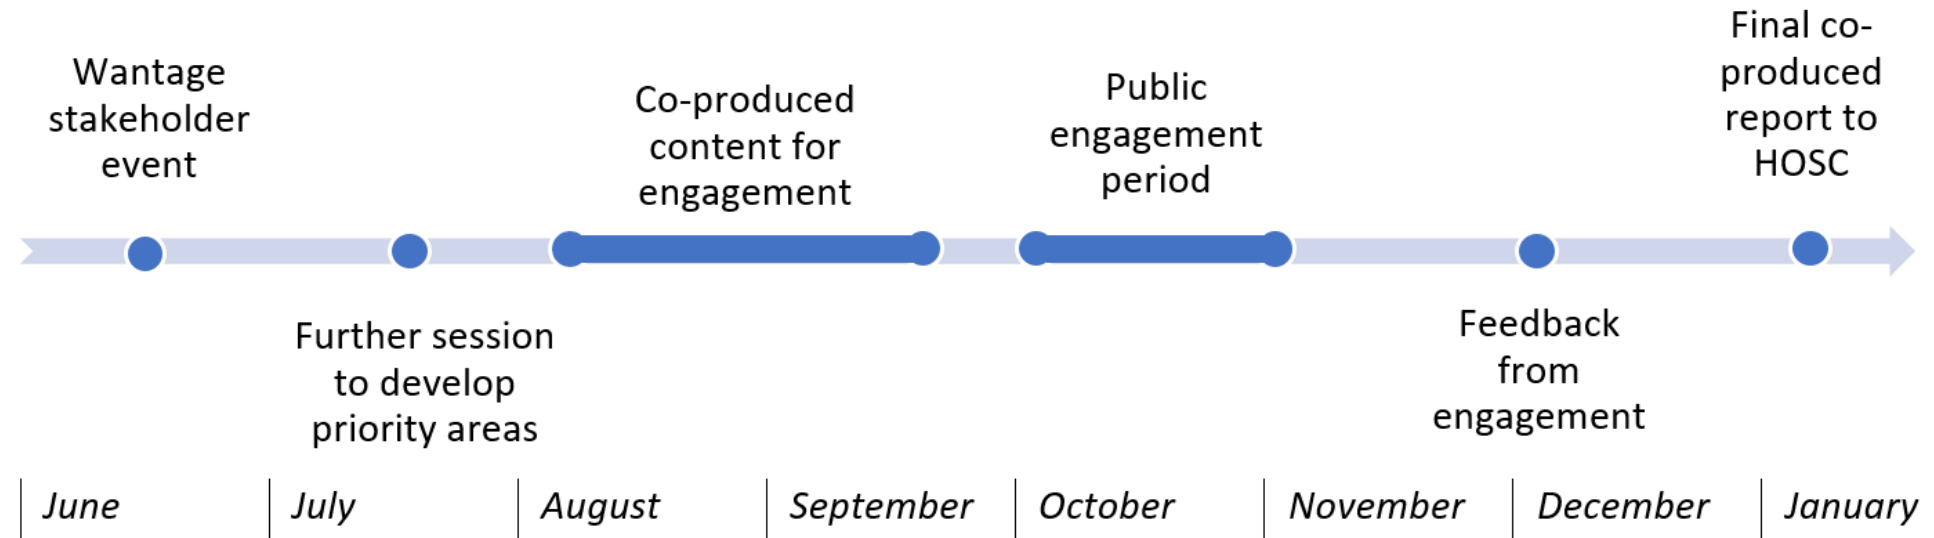 Wantage
stakeholder
event
Further session
to develop
priority areas
Co-produced
content for
engagement
Public
engagement
period
Feedback
from
engagement
Final co-
produced
report to
HOSC
June
July
August
September
October
November
December
January